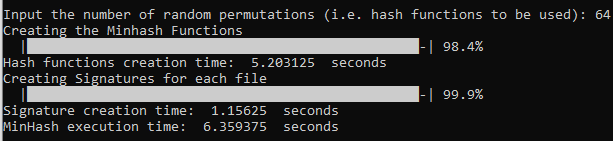 Input the number of random permutations (i.e. hash functions to be used): 64
Creating the Minhash Functions
|-| 98.4%
Hash functions creation time:  5.203125  seconds
Creating Signatures for each file
|-| 99.9%
Signature creation time:  1.15625  seconds
MinHash execution time:  6.359375  seconds